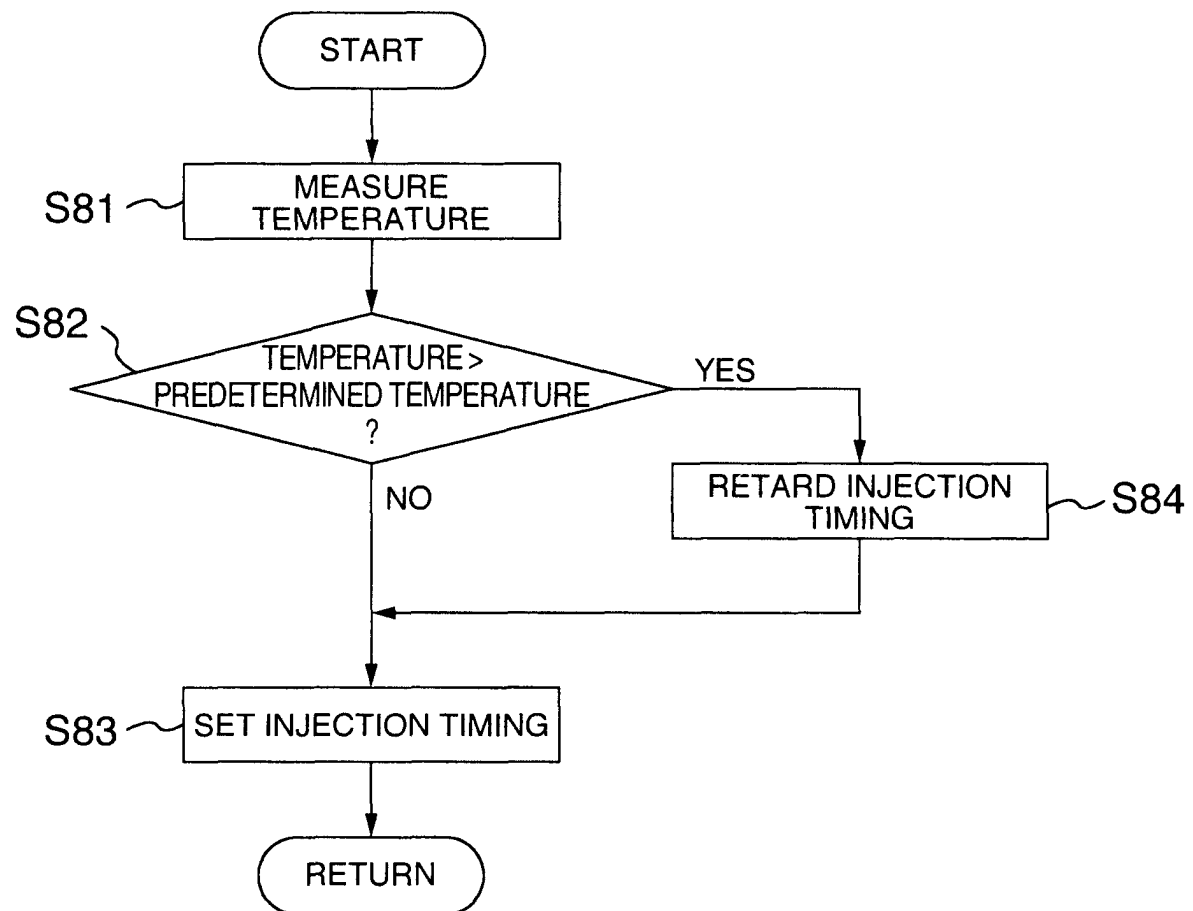 START
S81
MEASURE
TEMPERATURE
S82
TEMPERATURE >
PREDETERMINED TEMPERATURE
?
YES
NO
RETARD INJECTION
TIMING
S84
S83
SET INJECTION TIMING
RETURN